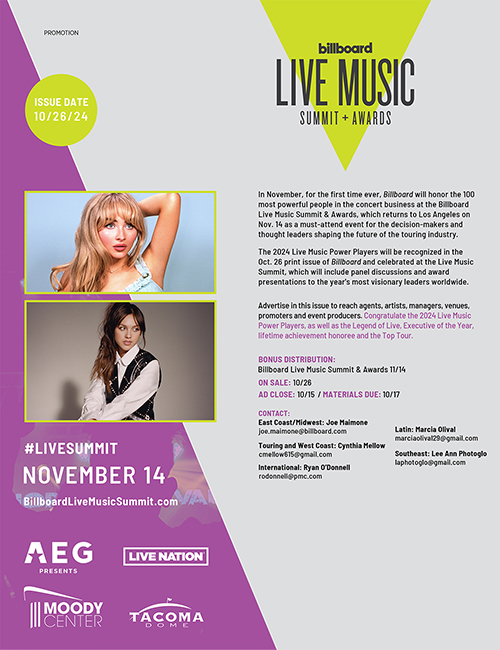 PROMOTION
ISSUE DATE
10/26/24
billboard
LIVE MUSIC
SUMMIT + AWARDS
In November, for the first time ever, Billboard will honor the 100
most powerful people in the concert business at the Billboard
Live Music Summit & Awards, which returns to Los Angeles on
Nov. 14 as a must-attend event for the decision-makers and
thought leaders shaping the future of the touring industry.
The 2024 Live Music Power Players will be recognized in the
Oct. 26 print issue of Billboard and celebrated at the Live Music
Summit, which will include panel discussions and award
presentations to the year's most visionary leaders worldwide.
Advertise in this issue to reach agents, artists, managers, venues,
promoters and event producers. Congratulate the 2024 Live Music
Power Players, as well as the Legend of Live, Executive of the Year,
lifetime achievement honoree and the Top Tour.
BONUS DISTRIBUTION:
Billboard Live Music Summit & Awards 11/14
ON SALE: 10/26
AD CLOSE: 10/15 / MATERIALS DUE: 10/17
CONTACT:
East Coast/Midwest: Joe Maimone
joe.maimone@billboard.com
Touring and West Coast: Cynthia Mellow
cmellow615@gmail.com
International: Ryan O'Donnell
rodonnell@pmc.com
Latin: Marcia Olival
marciaolival29@gmail.com
Southeast: Lee Ann Photoglo
laphotoglo@gmail.com
#LIVESUMMIT
NOVEMBER 14
BillboardLiveMusicSummit.com
AEG
PRESENTS
LIVE NATION
MOODY
CENTER
TACOMA
DOME